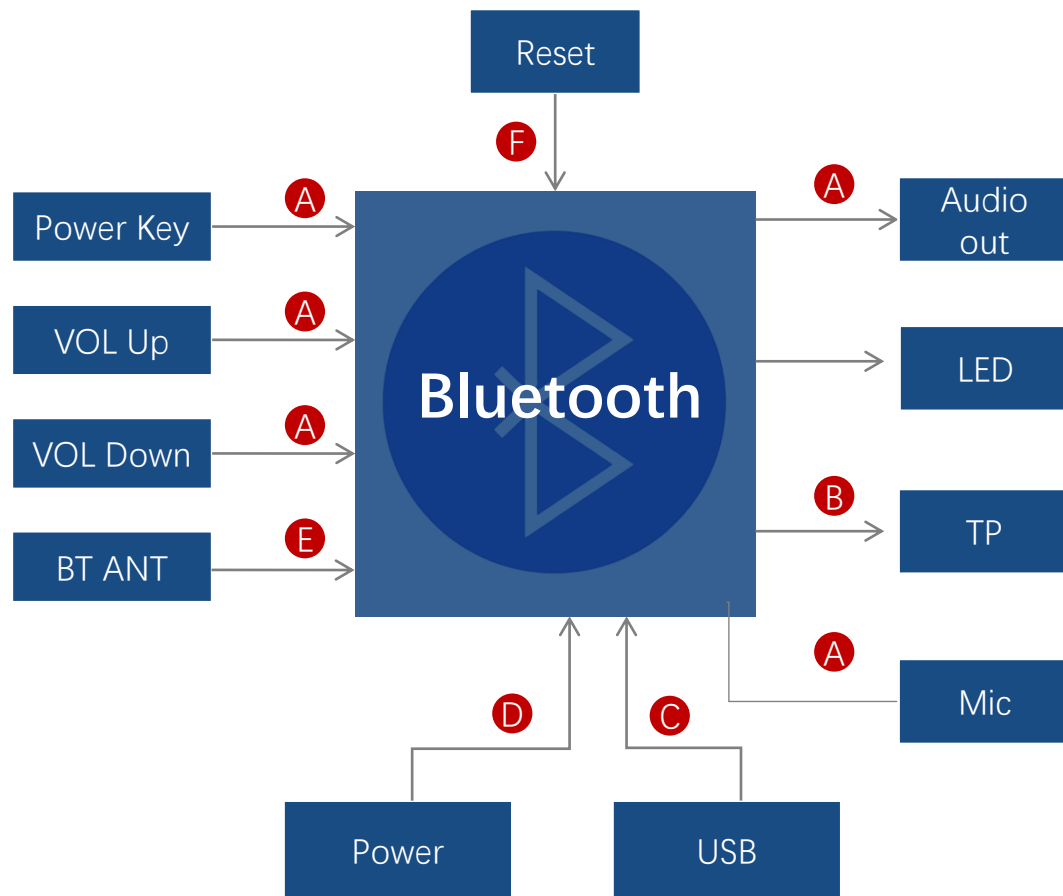 Reset
F
A
A
Power Key
Audio
out
A
VOL Up
LED
Bluetooth
A
VOL Down
B
TP
E
BT ANT
A
Mic
D
C
Power
USB